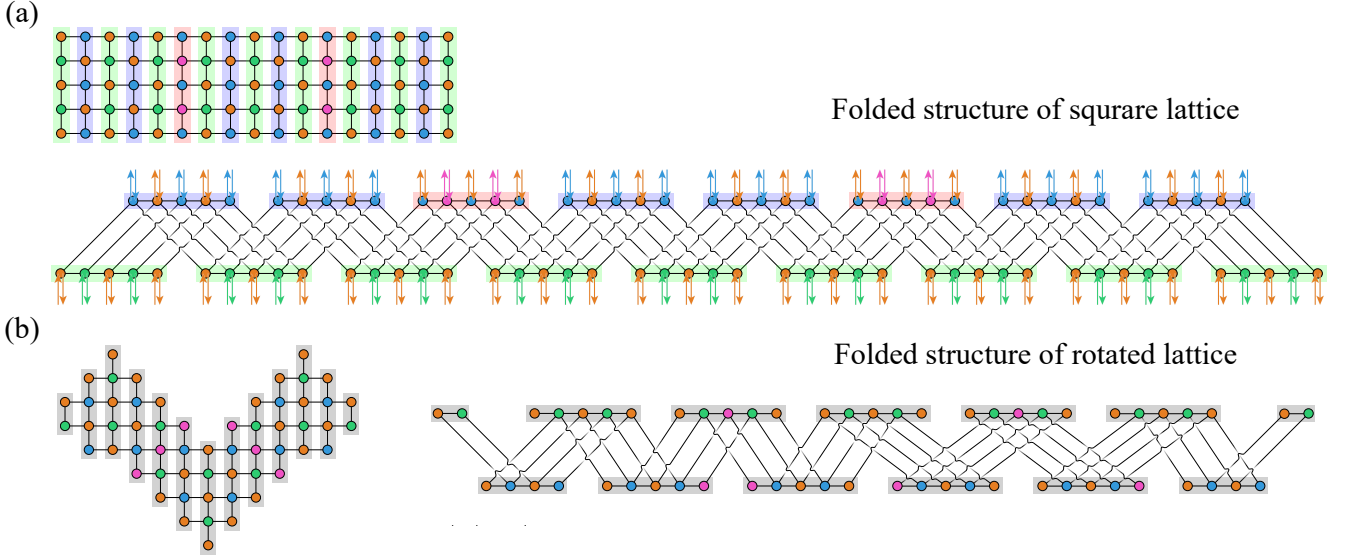 (a)
Folded structure of squrare lattice
(b)
Folded structure of rotated lattice